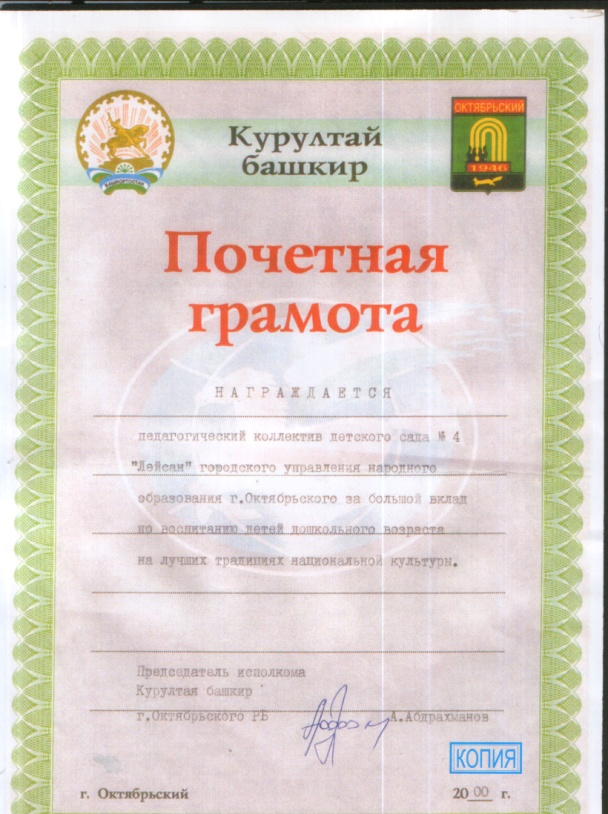 БАШКОРТОСТАН
ОКТЯБРЬСКИЙ
1946
Курултай
башкир
Почетная
грамота
НАГРАЖДАЕТСЯ
педагогический коллектив детского сада № 4
"Лейсан" городского управления народного
образования г.Октябрьского за большой вклад
по воспитанию детей дошкольного возраста
на лучших традициях национальной культуры.
Председатель исполкома
Курултая башкир
г.Октябрьского РБ А.Абдрахманов
КОПИЯ
г. Октябрьский 2000 г.